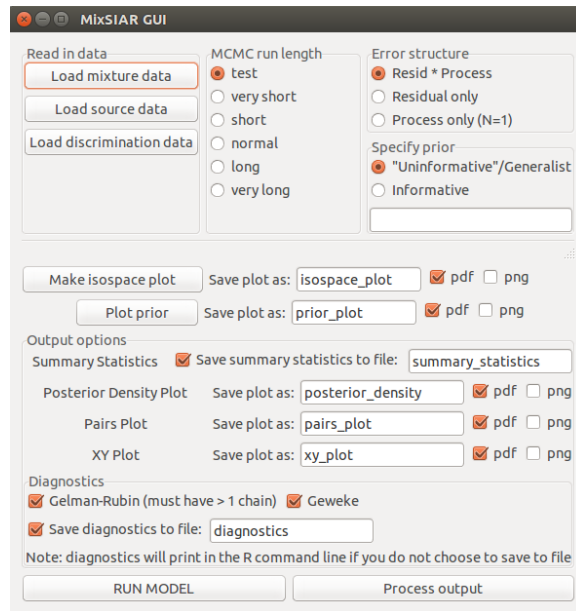 MixSIAR GUI
Read in data
Load mixture data
Load source data
Load discrimination data
MCMC run length
test
very short
short
normal
long
very long
Error structure
Resid * Process
Residual only
Process only (N=1)
Specify prior
"Uninformative"/Generalist
Informative
Make isospace plot Save plot as: isospace_plot pdf png
Plot prior Save plot as: prior_plot pdf png
Output options
Summary Statistics Save summary statistics to file: summary_statistics
Posterior Density Plot Save plot as: posterior_density pdf png
Pairs Plot Save plot as: pairs_plot pdf png
XY Plot Save plot as: xy_plot pdf png
Diagnostics
Gelman-Rubin (must have > 1 chain) Geweke
Save diagnostics to file: diagnostics
Note: diagnostics will print in the R command line if you do not choose to save to file
RUN MODEL Process output